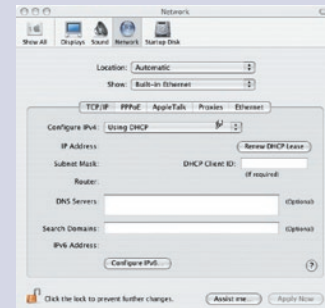 Network
Show All Displays Sound Network Startup Disk
Location: Automatic
Show: Built-in Ethernet
TCP/IP PPPoE AppleTalk Proxies Ethernet
Configure IPv4: Using DHCP
IP Address: Renew DHCP Lease
Subnet Mask: DHCP Client ID:
(If required)
Router:
DNS Servers: (Optional)
Search Domains: (Optional)
IPv6 Address:
Configure IPv6... ?
Click the lock to prevent further changes. Assist me... Apply Now